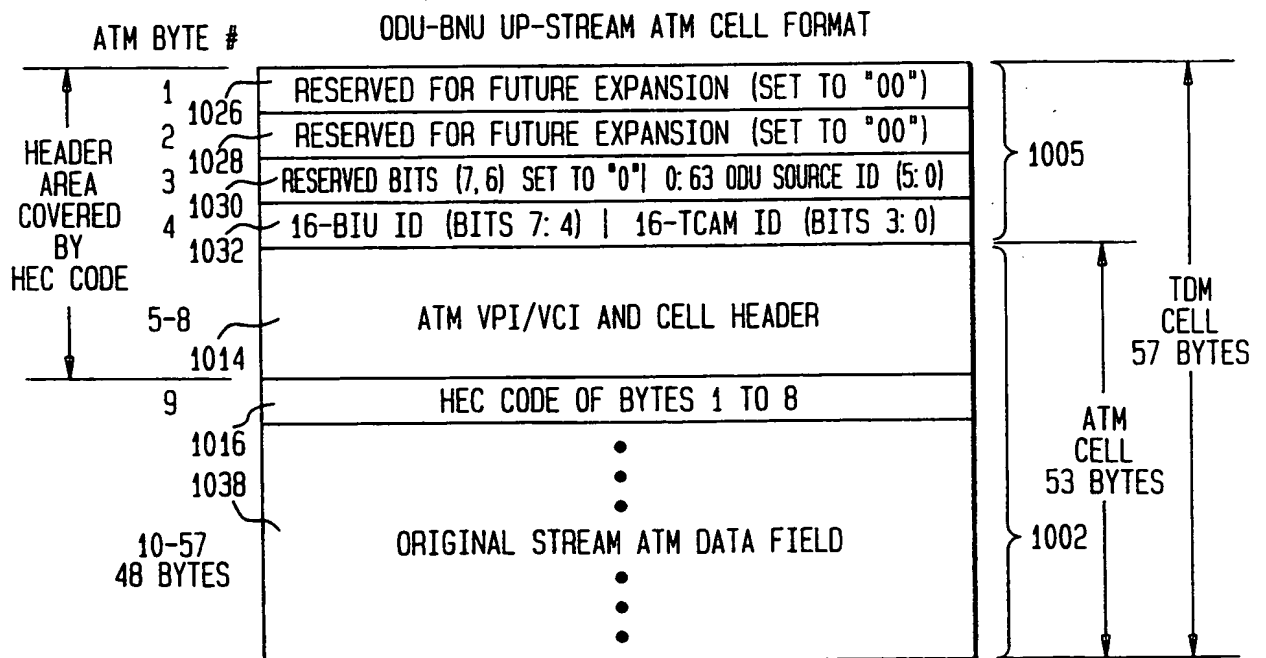 ODU-BNU UP-STREAM ATM CELL FORMAT
ATM BYTE #
1
RESERVED FOR FUTURE EXPANSION (SET TO "00")
1026
2
RESERVED FOR FUTURE EXPANSION (SET TO "00")
1028
3
RESERVED BITS (7,6) SET TO "0"| 0:63 ODU SOURCE ID (5:0)
1030
4
16-BIU ID (BITS 7:4) | 16-TCAM ID (BITS 3:0)
1032
HEADER
AREA
COVERED
BY
HEC CODE
1005
5-8
ATM VPI/VCI AND CELL HEADER
1014
TDM
CELL
57 BYTES
9
HEC CODE OF BYTES 1 TO 8
1016
ATM
CELL
53 BYTES
1038
10-57
48 BYTES
ORIGINAL STREAM ATM DATA FIELD
1002